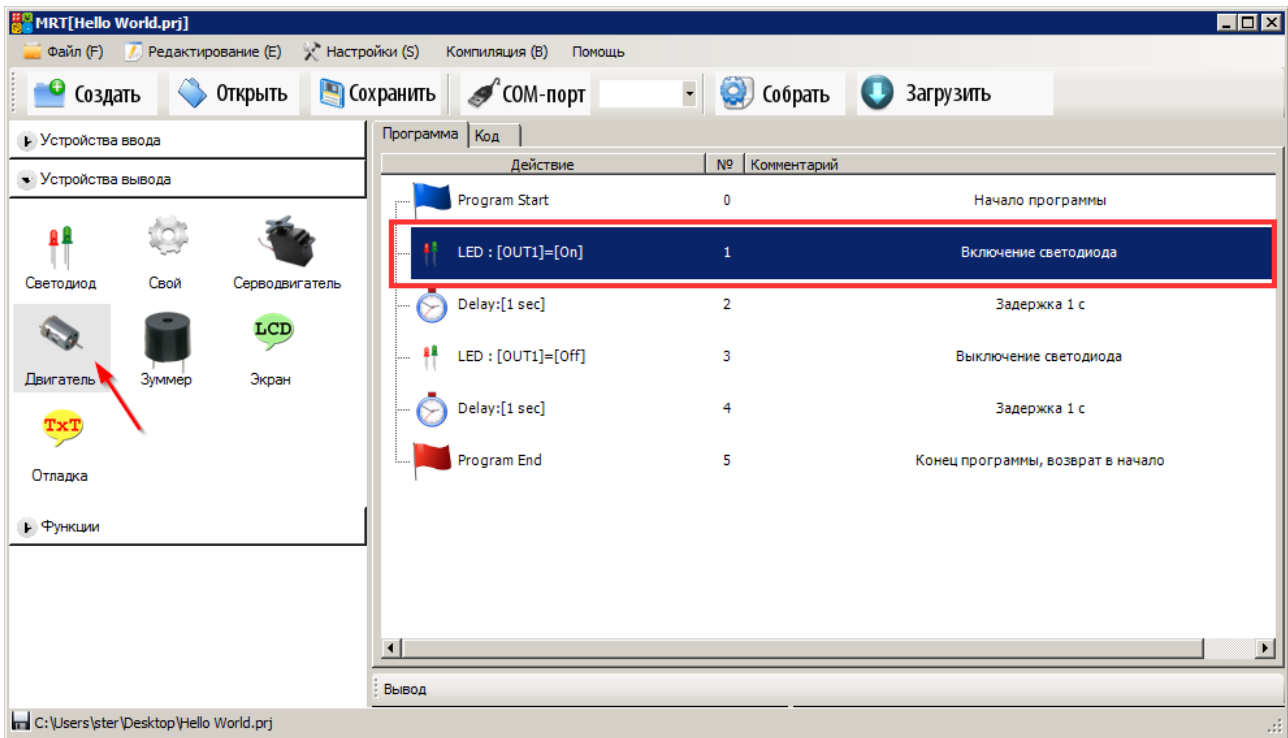 MRT[Hello World.prj]
Файл (F) Редактирование (E) Настройки (S) Компиляция (B) Помощь
Создать Открыть Сохранить COM-порт Собрать Загрузить
Устройства ввода
Устройства вывода
Светодиод Свой Серводвигатель
LCD
Двигатель Зуммер Экран
TxT
Отладка
Функции
Программа Код
Действие № Комментарий
Program Start 0 Начало программы
LED : [OUT1]=[On] 1 Включение светодиода
Delay:[1 sec] 2 Задержка 1 с
LED : [OUT1]=[Off] 3 Выключение светодиода
Delay:[1 sec] 4 Задержка 1 с
Program End 5 Конец программы, возврат в начало
Вывод
C:\Users\ster\Desktop\Hello World.prj